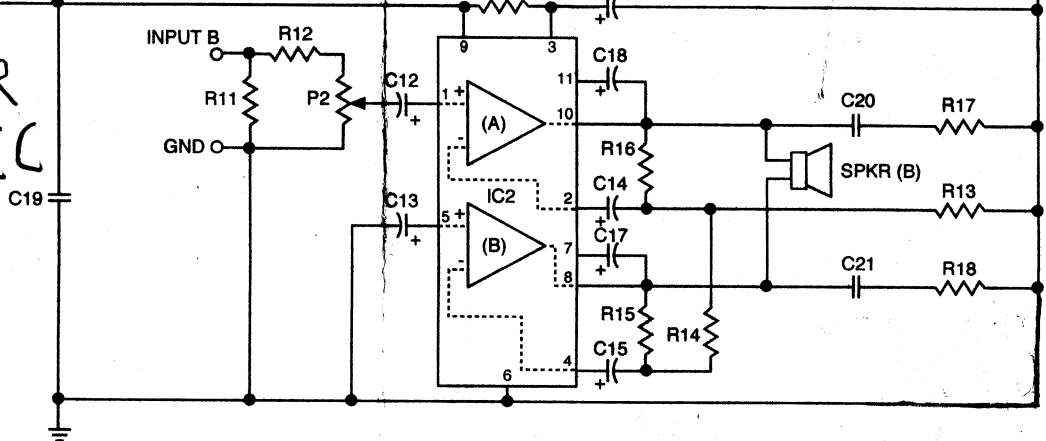 9 3
INPUT B R12
C18
11
R C12
R11 P2 1 + (A) 10 C20 R17
+
-
GND R16
SPKR (B)
C C14
IC2 2
C19 C13 R13
+
5 + C17
(B) 7
+
- 8 C21 R18
R15
R14
C15
4
6 +